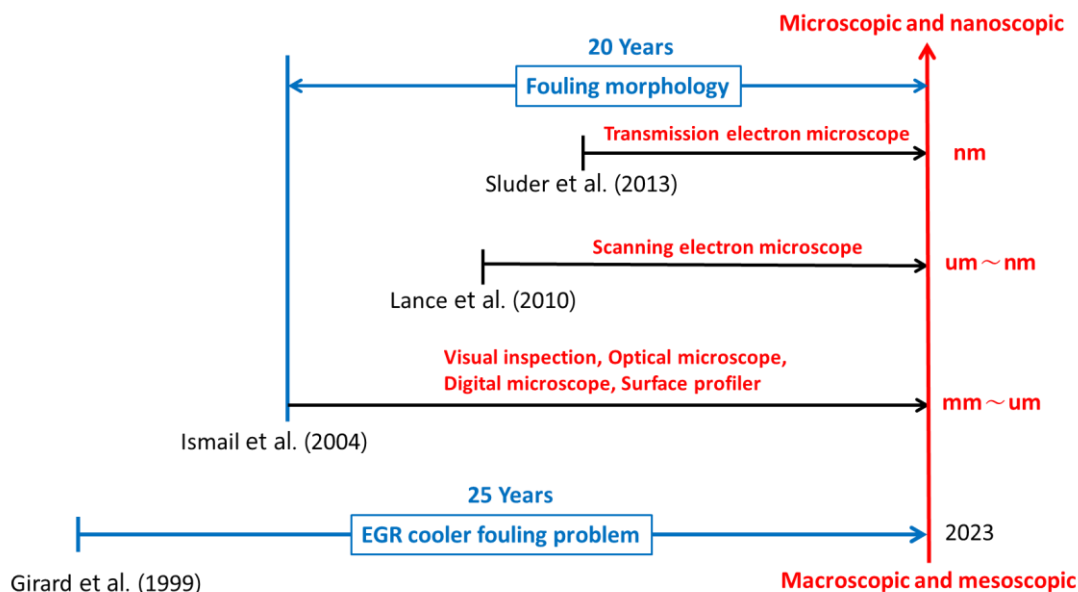 Microscopic and nanoscopic
20 Years
Fouling morphology
Transmission electron microscope
nm
Sluder et al. (2013)
Scanning electron microscope
um～nm
Lance et al. (2010)
Visual inspection, Optical microscope,
Digital microscope, Surface profiler
mm～um
Ismail et al. (2004)
25 Years
EGR cooler fouling problem
2023
Girard et al. (1999)
Macroscopic and mesoscopic